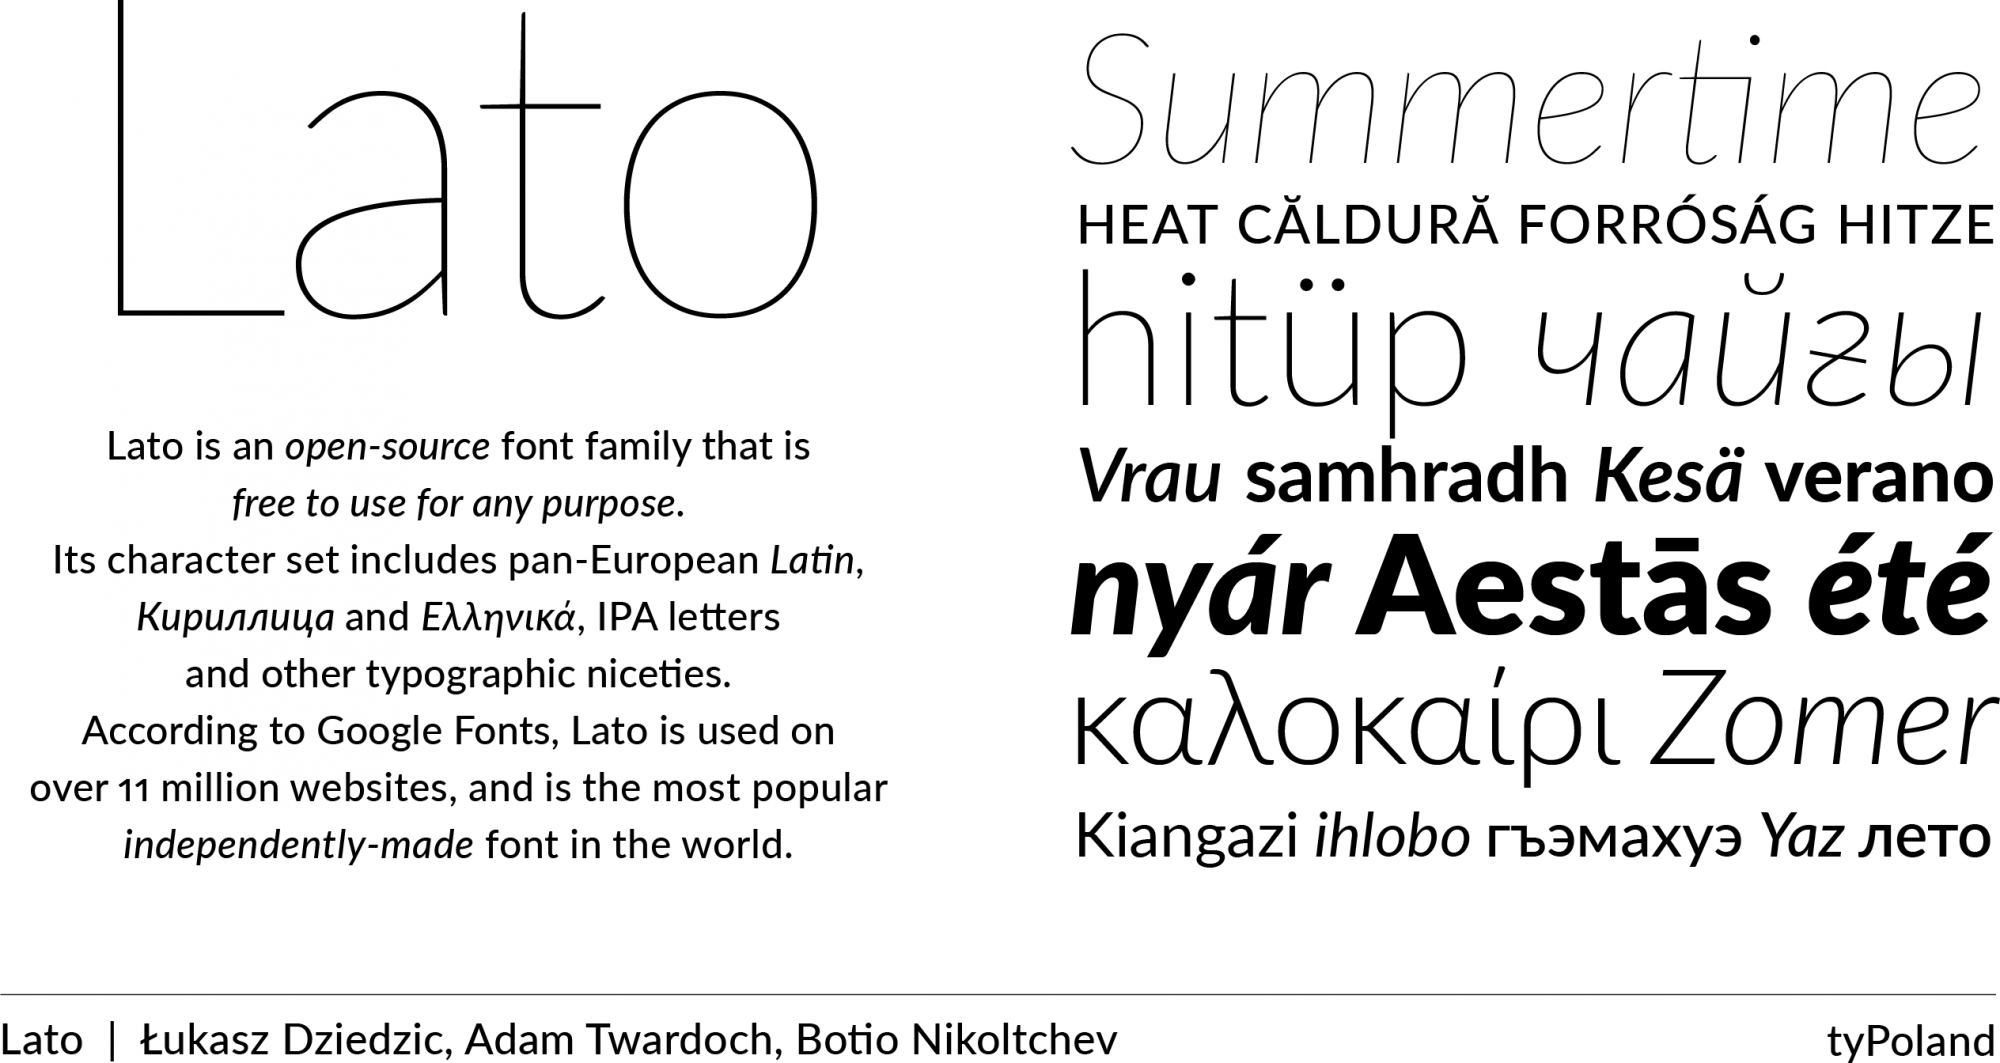 Lato
Lato is an open-source font family that is
free to use for any purpose.
Its character set includes pan-European Latin,
Кириллица and Ελληνικά, IPA letters
and other typographic niceties.
According to Google Fonts, Lato is used on
over 11 million websites, and is the most popular
independently-made font in the world.
Summertime
HEAT CĂLDURĂ FORRÓSÁG HITZE
hitüp чайғы
Vrau samhradh Kesä verano
nyár Aestās été
καλοκαίρι Zomer
Kiangazi ihlobo гъэмахуэ Yaz лето
Lato | Łukasz Dziedzic, Adam Twardoch, Botio Nikoltchev
tyPoland